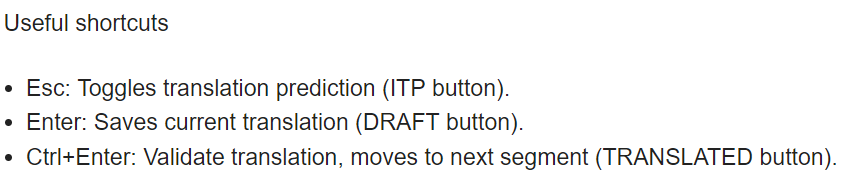 Useful shortcuts
• Esc: Toggles translation prediction (ITP button).
• Enter: Saves current translation (DRAFT button).
• Ctrl+Enter: Validate translation, moves to next segment (TRANSLATED button).